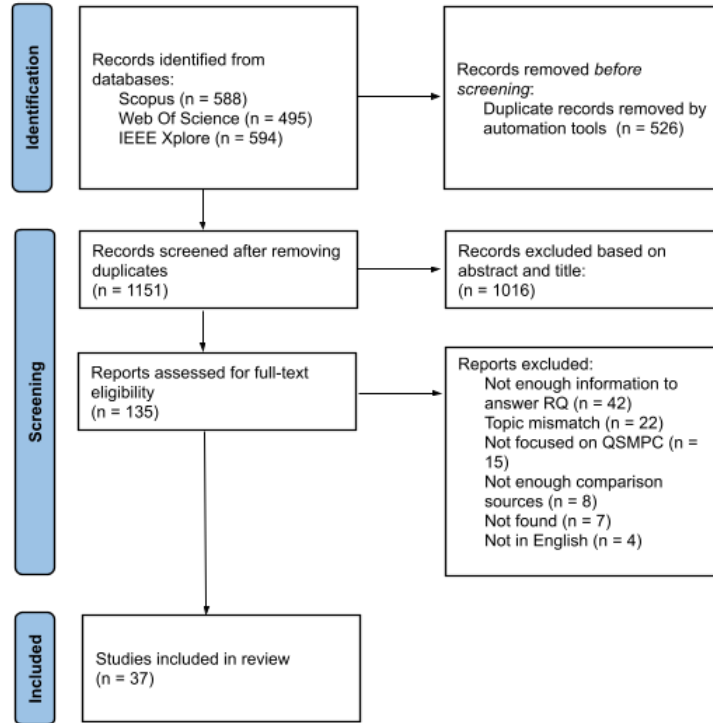 Identification
Records identified from
databases:
Scopus (n = 588)
Web Of Science (n = 495)
IEEE Xplore (n = 594)
Records removed before
screening:
Duplicate records removed by
automation tools (n = 526)
Screening
Records screened after removing
duplicates
(n = 1151)
Records excluded based on
abstract and title:
(n = 1016)
Reports assessed for full-text
eligibility
(n = 135)
Reports excluded:
Not enough information to
answer RQ (n = 42)
Topic mismatch (n = 22)
Not focused on QSMPC (n =
15)
Not enough comparison
sources (n = 8)
Not found (n = 7)
Not in English (n = 4)
Included
Studies included in review
(n = 37)